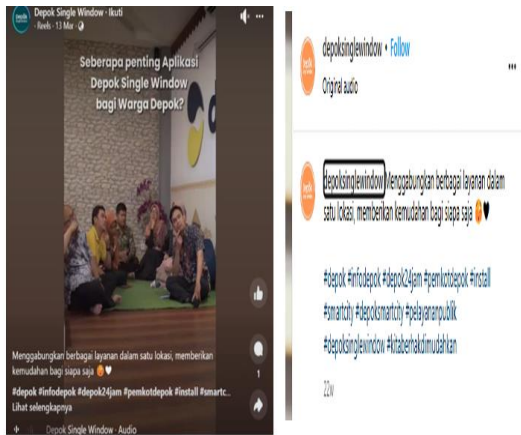 Depok Single Window · Ikuti
· Reels · 13 Mar ·
Seberapa penting Aplikasi
Depok Single Window
bagi Warga Depok?
Menggabungkan berbagai layanan dalam satu lokasi, memberikan
kemudahan bagi siapa saja 😊🖤
#depok #infodepok #depok24jam #pemkotdepok #install #smartc...
Lihat selengkapnya
1
Depok Single Window · Audio
depoksinglewindow • Follow
Original audio
depoksinglewindow Menggabungkan berbagai layanan dalam
satu lokasi, memberikan kemudahan bagi siapa saja 😊🖤
#depok #infodepok #depok24jam #pemkotdepok #install
#smartcity #depoksmartcity #pelayananpublik
#depoksinglewindow #kitaberhakdimudahkan
22w